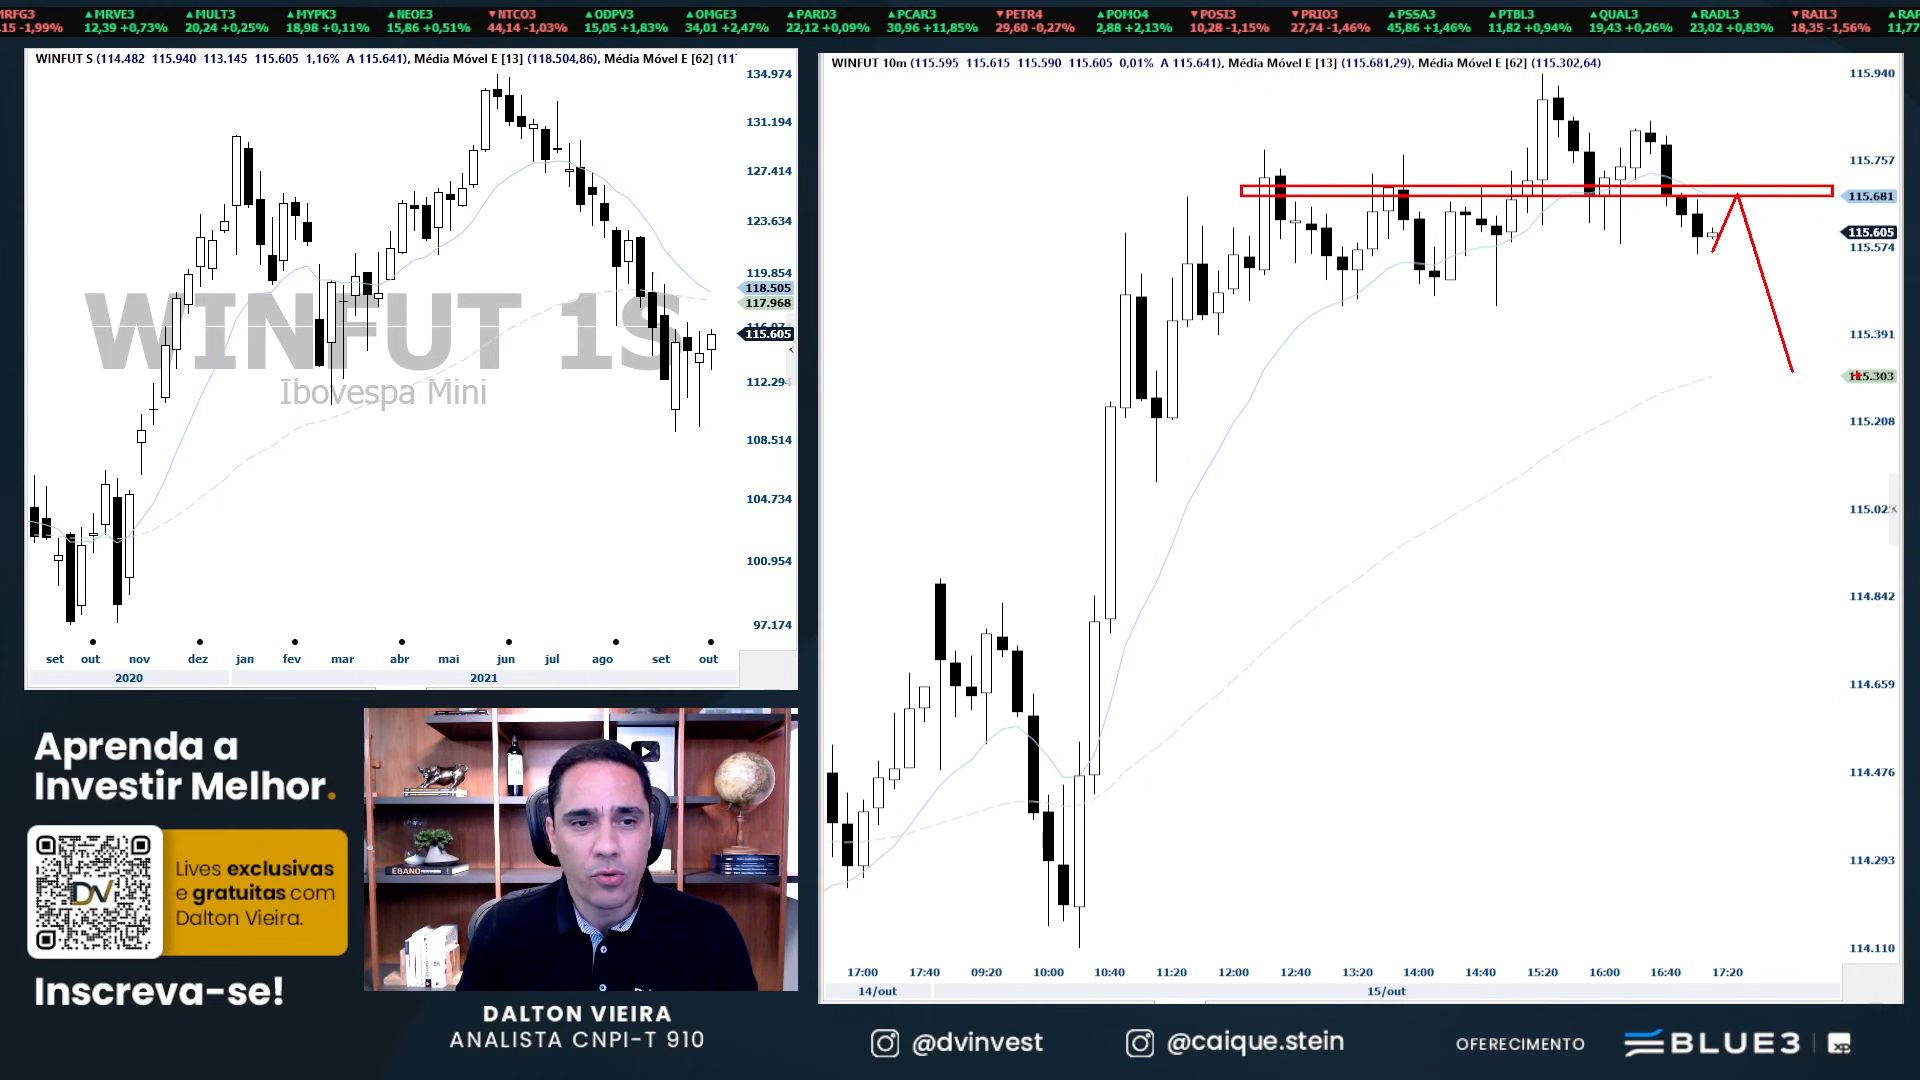 MRFG3 ▲MRVE3 ▲MULT3 ▲MYPK3 ▲NEOE3 ▼NTCO3 ▲ODPV3 ▲OMGE3 ▲PARD3 ▲PCAR3 ▼PETR4 ▲POMO4 ▼POSI3 ▼PRIO3 ▲PSSA3 ▲PTBL3 ▲QUAL3 ▲RADL3 ▼RAIL3
-1,99% 12,39 +0,73% 20,24 +0,25% 18,98 +0,11% 15,86 +0,51% 44,14 -1,03% 15,05 +1,83% 34,01 +2,47% 22,12 +0,09% 30,96 +11,85% 29,60 -0,27% 2,88 +2,13% 10,28 -1,15% 27,74 -1,46% 45,86 +1,46% 11,82 +0,94% 19,43 +0,26% 23,02 +0,83% 18,35 -1,56% 11,77
WINFUT S (114.482 115.940 113.145 115.605 1,16% A 115.641), Média Móvel E [13] (118.504,86), Média Móvel E [62] (11
134.974
131.194
127.414
123.634
119.854
118.505
117.968
115.605
112.294
108.514
104.734
100.954
97.174
WINFUT 1S
Ibovespa Mini
set out nov dez jan fev mar abr mai jun jul ago set out
2020 2021
WINFUT 10m (115.595 115.615 115.590 115.605 0,01% A 115.641), Média Móvel E [13] (115.681,29), Média Móvel E [62] (115.302,64)
115.940
115.757
115.681
115.605
115.574
115.391
115.303
115.208
115.025
114.842
114.659
114.476
114.293
114.110
17:00 17:40 09:20 10:00 10:40 11:20 12:00 12:40 13:20 14:00 14:40 15:20 16:00 16:40 17:20
14/out 15/out
Aprenda a
Investir Melhor.
DV
Lives exclusivas
e gratuitas com
Dalton Vieira.
Inscreva-se!
ÉBANO
DALTON VIEIRA
ANALISTA CNPI-T 910
@dvinvest
@caique.stein
OFERECIMENTO
BLUE3
xp